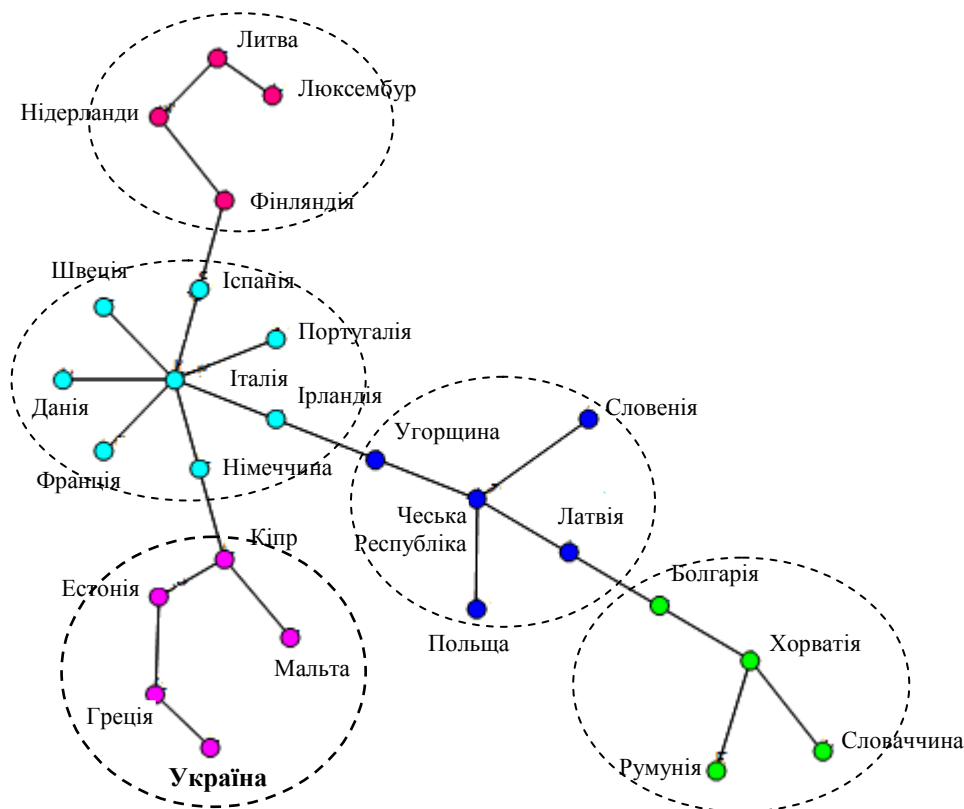 Литва
Люксембур
Нідерланди
Фінляндія
Швеція
Іспанія
Португалія
Італія
Данія
Ірландія
Словенія
Угорщина
Франція
Німеччина
Чеська
Республіка
Латвія
Кіпр
Болгарія
Естонія
Польща
Хорватія
Мальта
Греція
Словаччина
Румунія
Україна